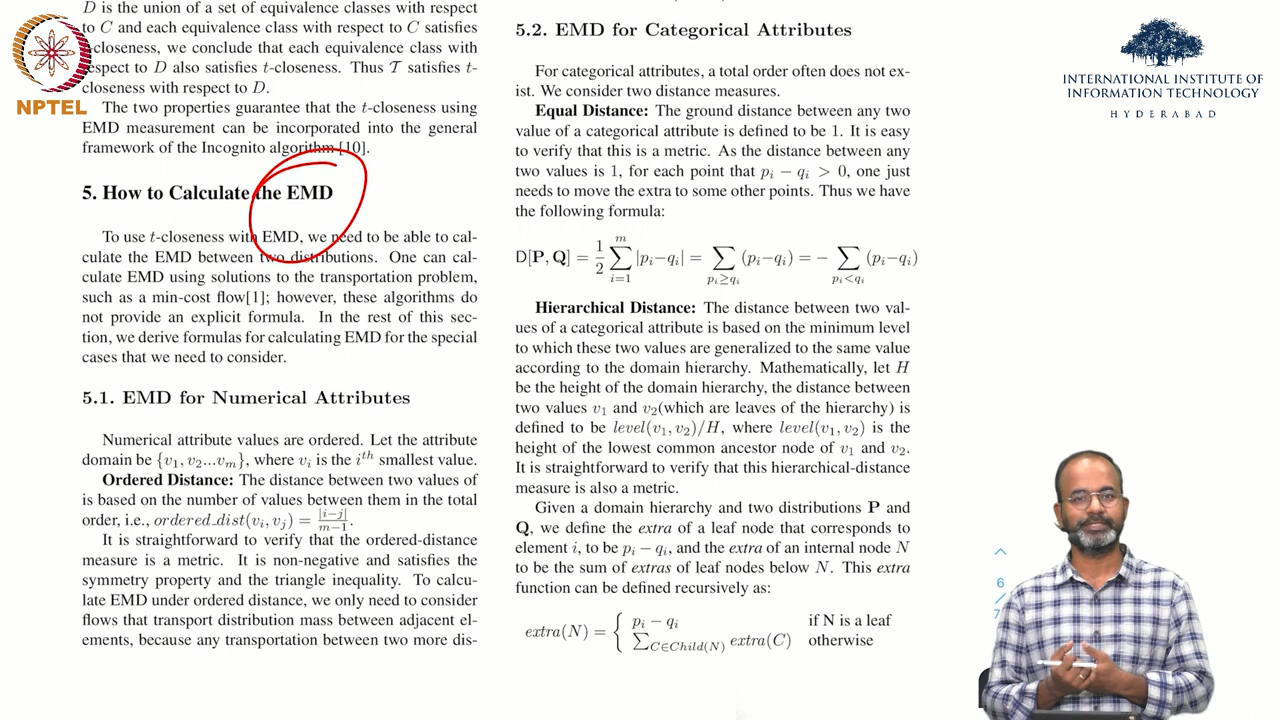 D is the union of a set of equivalence classes with respect
to C and each equivalence class with respect to C satisfies
-closeness, we conclude that each equivalence class with
respect to D also satisfies t-closeness. Thus 𝒯 satisfies t-
closeness with respect to D.
The two properties guarantee that the t-closeness using
EMD measurement can be incorporated into the general
framework of the Incognito algorithm [10].
5. How to Calculate the EMD
To use t-closeness with EMD, we need to be able to cal-
culate the EMD between two distributions. One can cal-
culate EMD using solutions to the transportation problem,
such as a min-cost flow[1]; however, these algorithms do
not provide an explicit formula. In the rest of this sec-
tion, we derive formulas for calculating EMD for the special
cases that we need to consider.
5.1. EMD for Numerical Attributes
Numerical attribute values are ordered. Let the attribute
domain be {v₁, v₂...vₘ}, where vᵢ is the iᵗʰ smallest value.
Ordered Distance: The distance between two values of
is based on the number of values between them in the total
order, i.e., ordered_dist(vᵢ, vⱼ) = |i−j|/m−1.
It is straightforward to verify that the ordered-distance
measure is a metric. It is non-negative and satisfies the
symmetry property and the triangle inequality. To calcu-
late EMD under ordered distance, we only need to consider
flows that transport distribution mass between adjacent el-
ements, because any transportation between two more dis-
5.2. EMD for Categorical Attributes
For categorical attributes, a total order often does not ex-
ist. We consider two distance measures.
Equal Distance: The ground distance between any two
value of a categorical attribute is defined to be 1. It is easy
to verify that this is a metric. As the distance between any
two values is 1, for each point that pᵢ − qᵢ > 0, one just
needs to move the extra to some other points. Thus we have
the following formula:
D[P, Q] = 1/2 ∑ᵢ₌₁ᵐ |pᵢ−qᵢ| = ∑_{pᵢ≥qᵢ} (pᵢ−qᵢ) = − ∑_{pᵢ<qᵢ} (pᵢ−qᵢ)
Hierarchical Distance: The distance between two val-
ues of a categorical attribute is based on the minimum level
to which these two values are generalized to the same value
according to the domain hierarchy. Mathematically, let H
be the height of the domain hierarchy, the distance between
two values v₁ and v₂(which are leaves of the hierarchy) is
defined to be level(v₁, v₂)/H, where level(v₁, v₂) is the
height of the lowest common ancestor node of v₁ and v₂.
It is straightforward to verify that this hierarchical-distance
measure is also a metric.
Given a domain hierarchy and two distributions P and
Q, we define the extra of a leaf node that corresponds to
element i, to be pᵢ − qᵢ, and the extra of an internal node N
to be the sum of extras of leaf nodes below N. This extra
function can be defined recursively as:
extra(N) = { pᵢ − qᵢ if N is a leaf
∑_{C∈Child(N)} extra(C) otherwise
NPTEL
INTERNATIONAL INSTITUTE OF
INFORMATION TECHNOLOGY
HYDERABAD
6
/
7